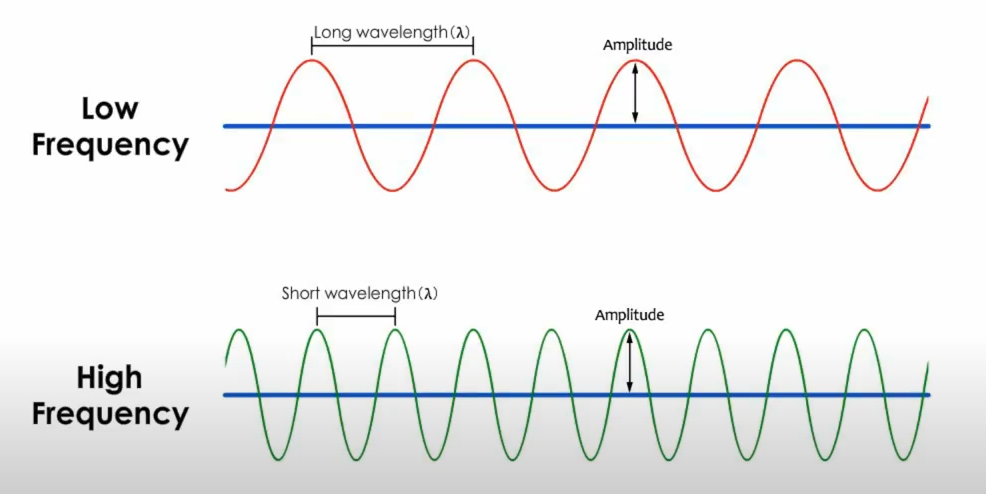 Long wavelength(λ)
Amplitude
Low
Frequency
Short wavelength(λ)
Amplitude
High
Frequency